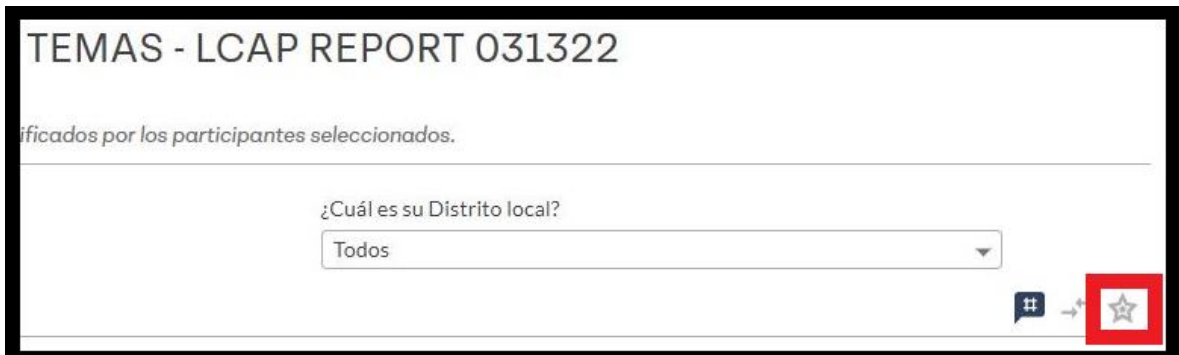 TEMAS - LCAP REPORT 031322
ificados por los participantes seleccionados.
¿Cuál es su Distrito local?
Todos
#